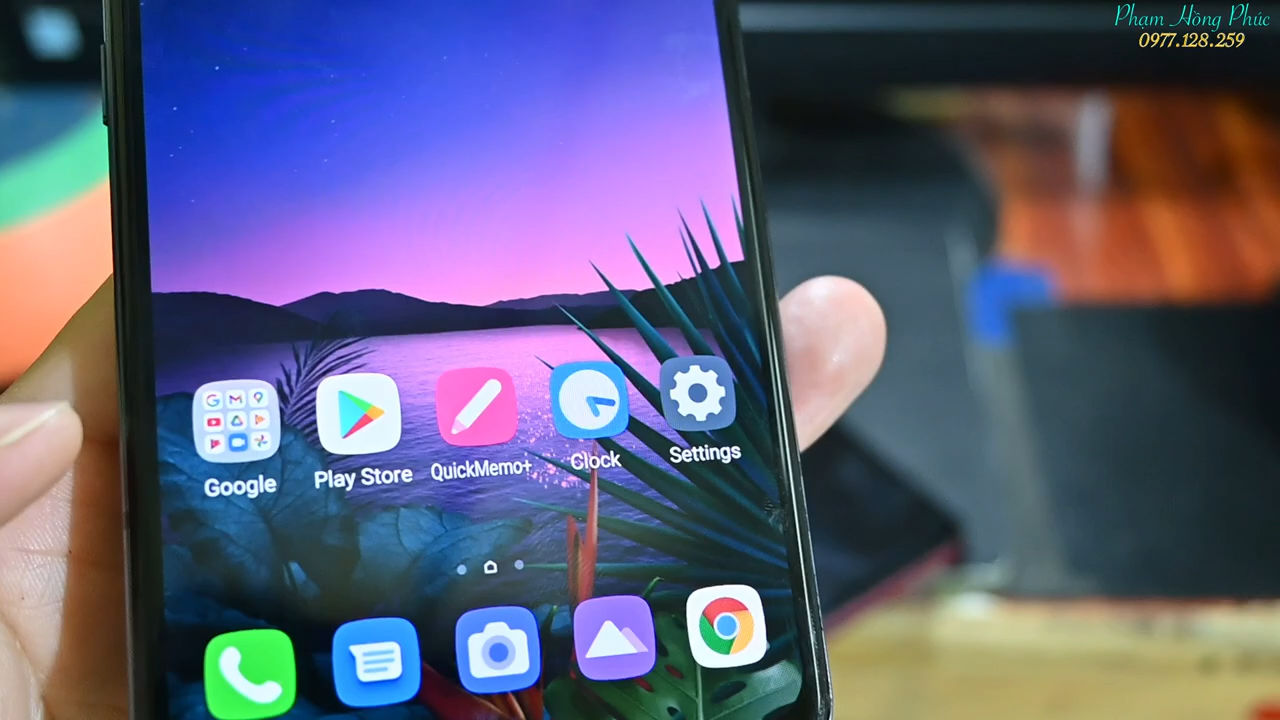 Phạm Hồng Phúc
0977.128.259
Google
Play Store
QuickMemo+
Clock
Settings